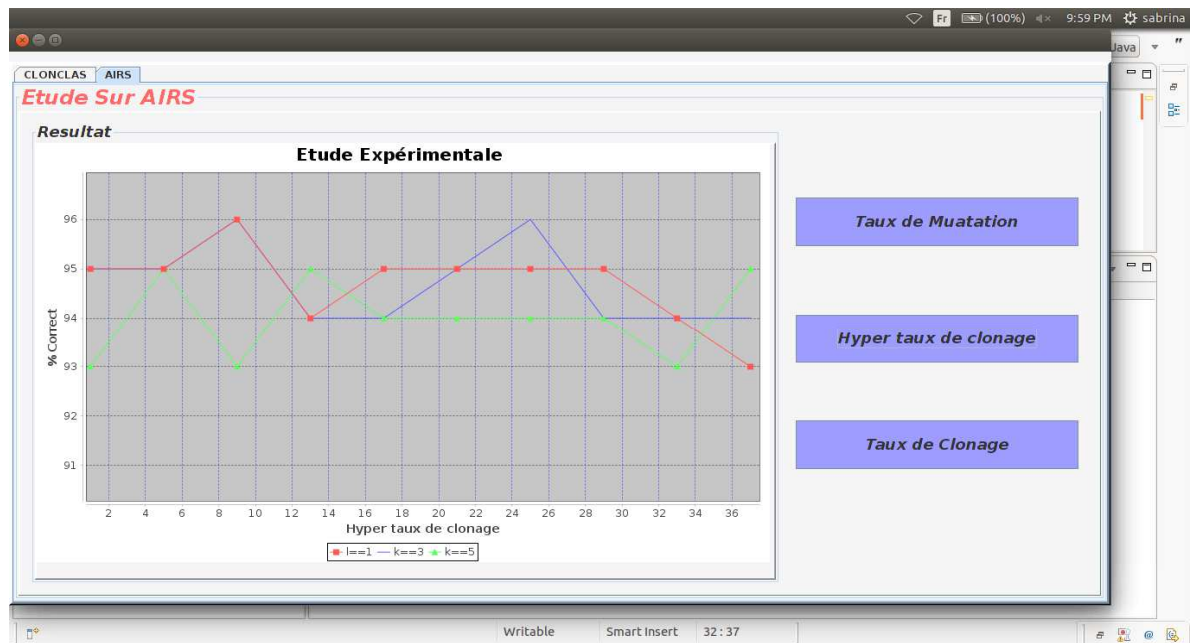 Fr (100%) 9:59 PM sabrina
Java "
CLONCLAS AIRS
Etude Sur AIRS
Resultat
Etude Expérimentale
% Correct
96
95
94
93
92
91
2 4 6 8 10 12 14 16 18 20 22 24 26 28 30 32 34 36
Hyper taux de clonage
l==1 k==3 k==5
Taux de Muatation
Hyper taux de clonage
Taux de Clonage
Writable Smart Insert 32 : 37